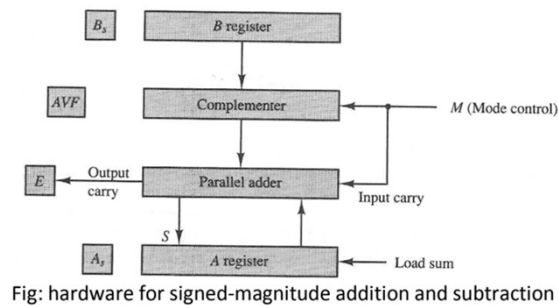 Bs B register
AVF Complementer M (Mode control)
E Output carry Parallel adder Input carry
S
As A register Load sum
Fig: hardware for signed-magnitude addition and subtraction